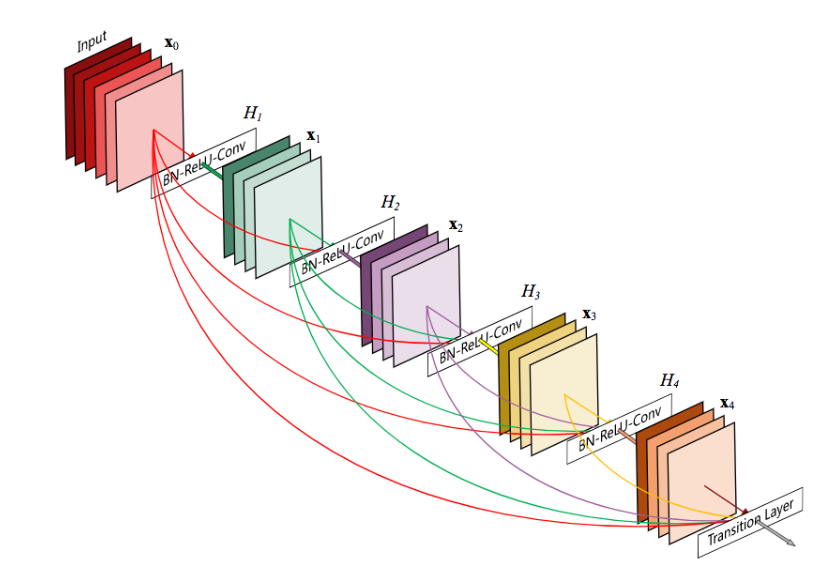 Input
x0
H1
BN-ReLU-Conv
x1
H2
BN-ReLU-Conv
x2
H3
BN-ReLU-Conv
x3
H4
BN-ReLU-Conv
x4
Transition Layer